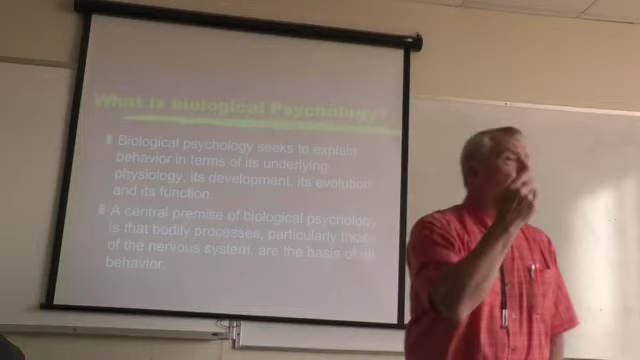 What is biological Psychology?
Biological psychology seeks to explain
behavior in terms of its underlying
physiology, its development, its evolution
and its function.
A central premise of biological psychology
is that bodily processes, particularly those
of the nervous system, are the basis of all
behavior.